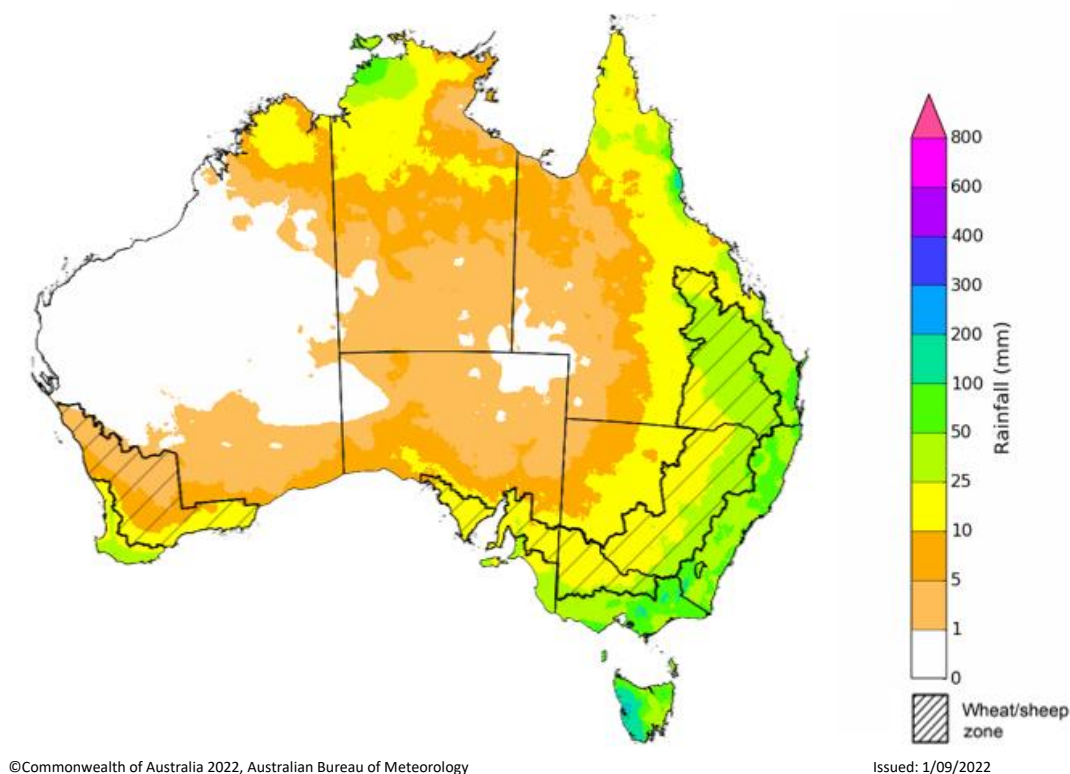 800
600
400
300
200
100
50
25
10
5
1
0
Rainfall (mm)
Wheat/sheep
zone
©Commonwealth of Australia 2022, Australian Bureau of Meteorology
Issued: 1/09/2022